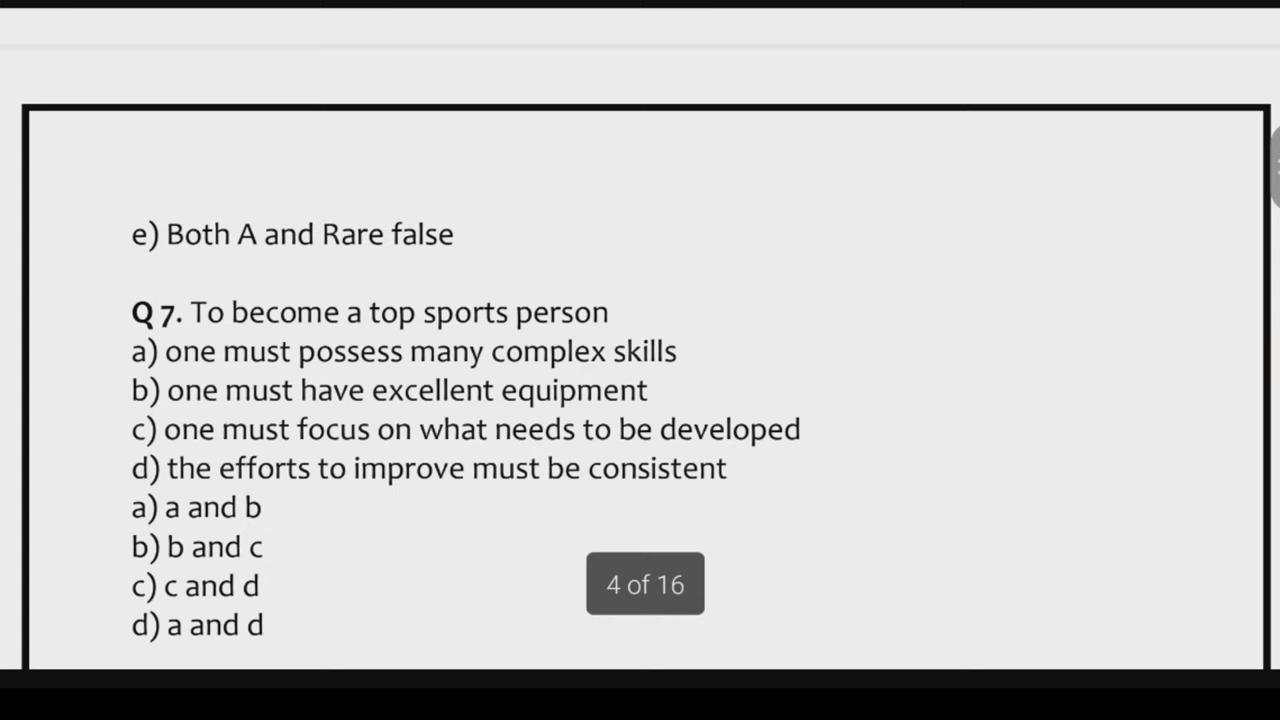 e) Both A and Rare false
Q 7. To become a top sports person
a) one must possess many complex skills
b) one must have excellent equipment
c) one must focus on what needs to be developed
d) the efforts to improve must be consistent
a) a and b
b) b and c
c) c and d
d) a and d
4 of 16